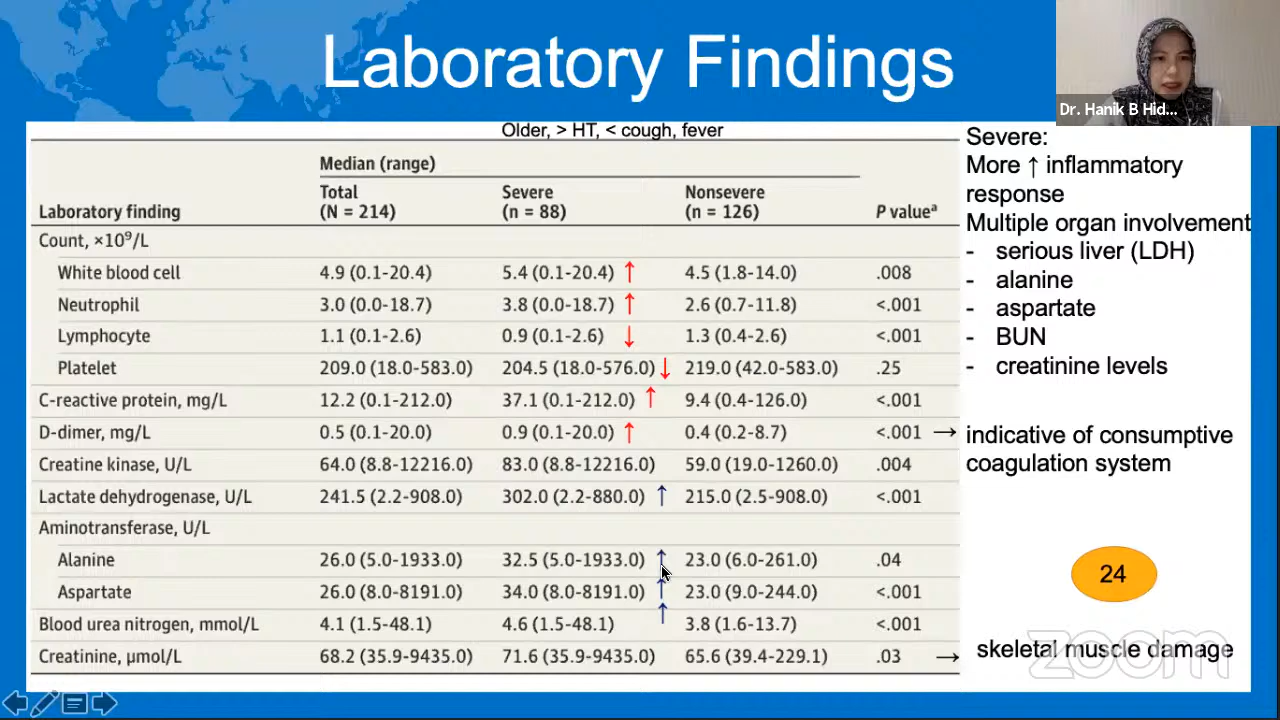 Laboratory Findings
Dr. Hanik B Hid...
Older, > HT, < cough, fever
Median (range)
Laboratory finding Total (N = 214) Severe (n = 88) Nonsevere (n = 126) P valueᵃ
Count, ×10⁹/L
White blood cell 4.9 (0.1-20.4) 5.4 (0.1-20.4) ↑ 4.5 (1.8-14.0) .008
Neutrophil 3.0 (0.0-18.7) 3.8 (0.0-18.7) ↑ 2.6 (0.7-11.8) <.001
Lymphocyte 1.1 (0.1-2.6) 0.9 (0.1-2.6) ↓ 1.3 (0.4-2.6) <.001
Platelet 209.0 (18.0-583.0) 204.5 (18.0-576.0) ↓ 219.0 (42.0-583.0) .25
C-reactive protein, mg/L 12.2 (0.1-212.0) 37.1 (0.1-212.0) ↑ 9.4 (0.4-126.0) <.001
D-dimer, mg/L 0.5 (0.1-20.0) 0.9 (0.1-20.0) ↑ 0.4 (0.2-8.7) <.001 →
Creatine kinase, U/L 64.0 (8.8-12216.0) 83.0 (8.8-12216.0) 59.0 (19.0-1260.0) .004
Lactate dehydrogenase, U/L 241.5 (2.2-908.0) 302.0 (2.2-880.0) ↑ 215.0 (2.5-908.0) <.001
Aminotransferase, U/L
Alanine 26.0 (5.0-1933.0) 32.5 (5.0-1933.0) ↑ 23.0 (6.0-261.0) .04
Aspartate 26.0 (8.0-8191.0) 34.0 (8.0-8191.0) ↑ 23.0 (9.0-244.0) <.001
Blood urea nitrogen, mmol/L 4.1 (1.5-48.1) 4.6 (1.5-48.1) ↑ 3.8 (1.6-13.7) <.001
Creatinine, μmol/L 68.2 (35.9-9435.0) 71.6 (35.9-9435.0) 65.6 (39.4-229.1) .03 →
Severe:
More ↑ inflammatory
response
Multiple organ involvement
- serious liver (LDH)
- alanine
- aspartate
- BUN
- creatinine levels
indicative of consumptive
coagulation system
24
skeletal muscle damage
zoom